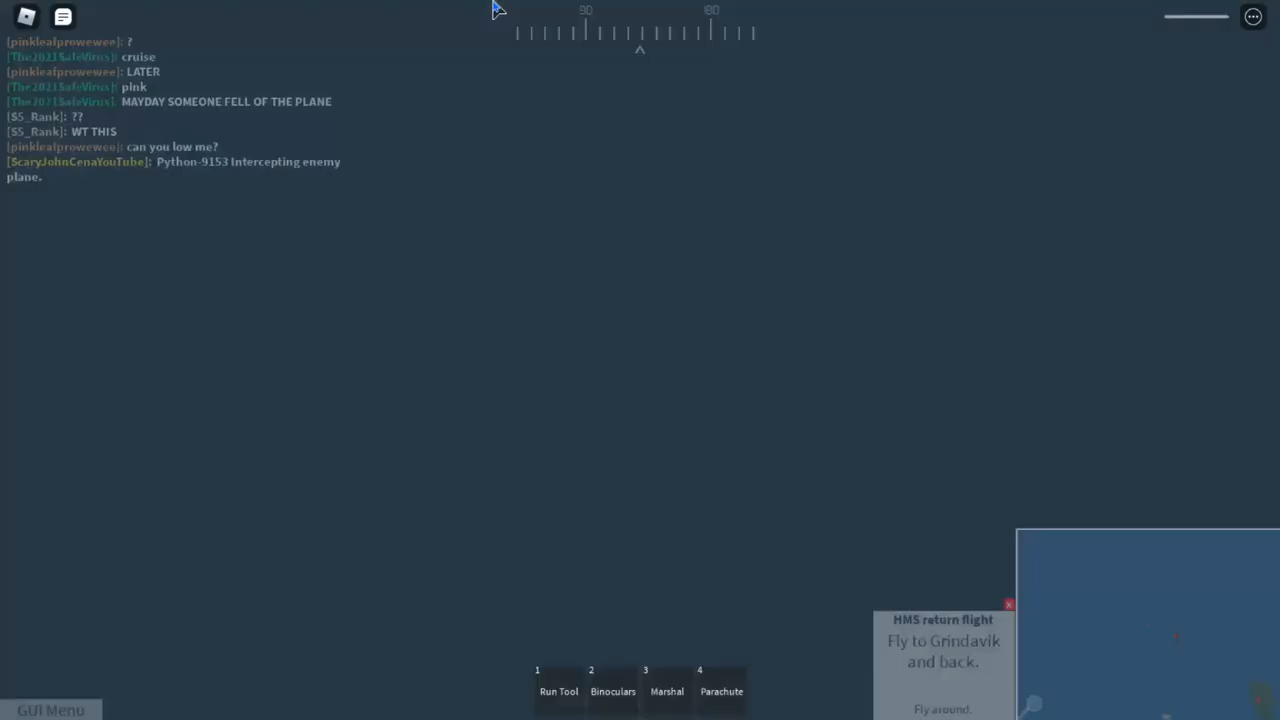 90
180
[pinkleafprowewee]: ?
[The2021SafeVirus]: cruise
[pinkleafprowewee]: LATER
[The2021SafeVirus]: pink
[The2021SafeVirus]: MAYDAY SOMEONE FELL OF THE PLANE
[S5_Rank]: ??
[S5_Rank]: WT THIS
[pinkleafprowewee]: can you low me?
[ScaryJohnCenaYouTube]: Python-9153 Intercepting enemy
plane.
X
HMS return flight
Fly to Grindavik
and back.
Fly around.
1
2
3
4
Run Tool
Binoculars
Marshal
Parachute
GUI Menu